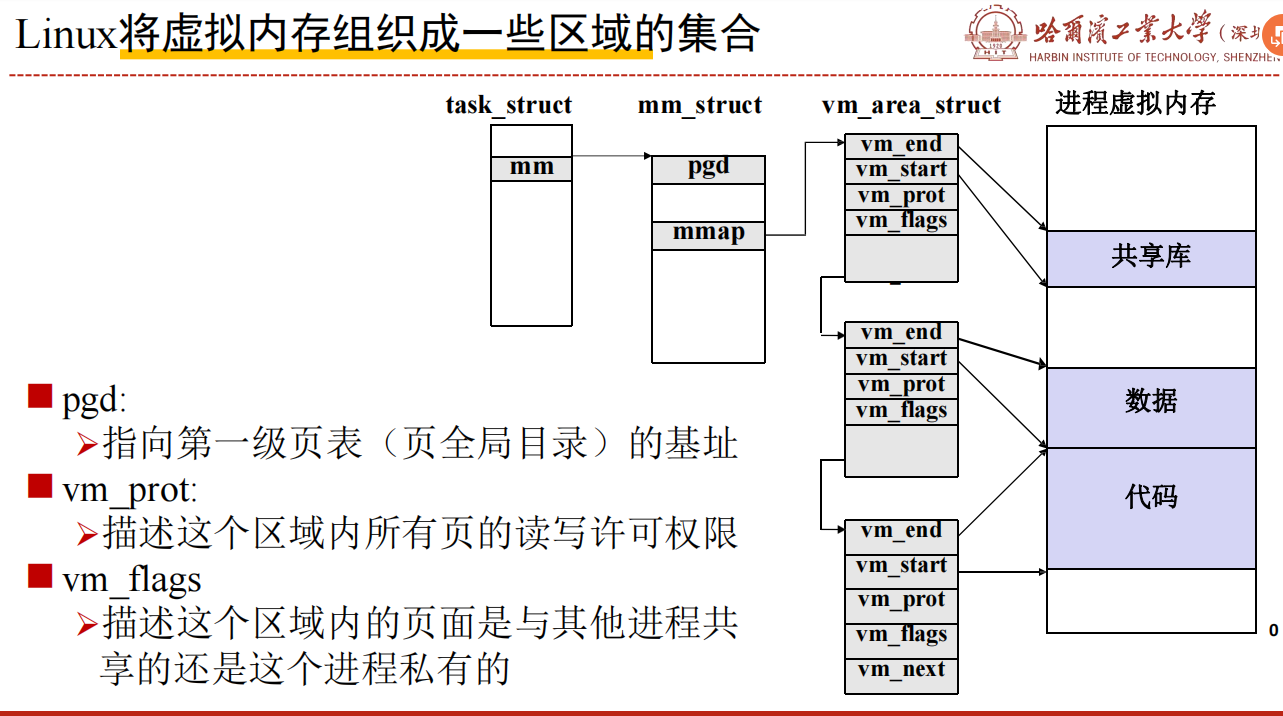 Linux将虚拟内存组织成一些区域的集合
哈尔滨工业大学（深圳
HARBIN INSTITUTE OF TECHNOLOGY, SHENZHEN
task_struct
mm
mm_struct
pgd
mmap
vm_area_struct
vm_end
vm_start
vm_prot
vm_flags
vm_end
vm_start
vm_prot
vm_flags
vm_end
vm_start
vm_prot
vm_flags
vm_next
进程虚拟内存
共享库
数据
代码
0
pgd:
指向第一级页表（页全局目录）的基址
vm_prot:
描述这个区域内所有页的读写许可权限
vm_flags
描述这个区域内的页面是与其他进程共
享的还是这个进程私有的